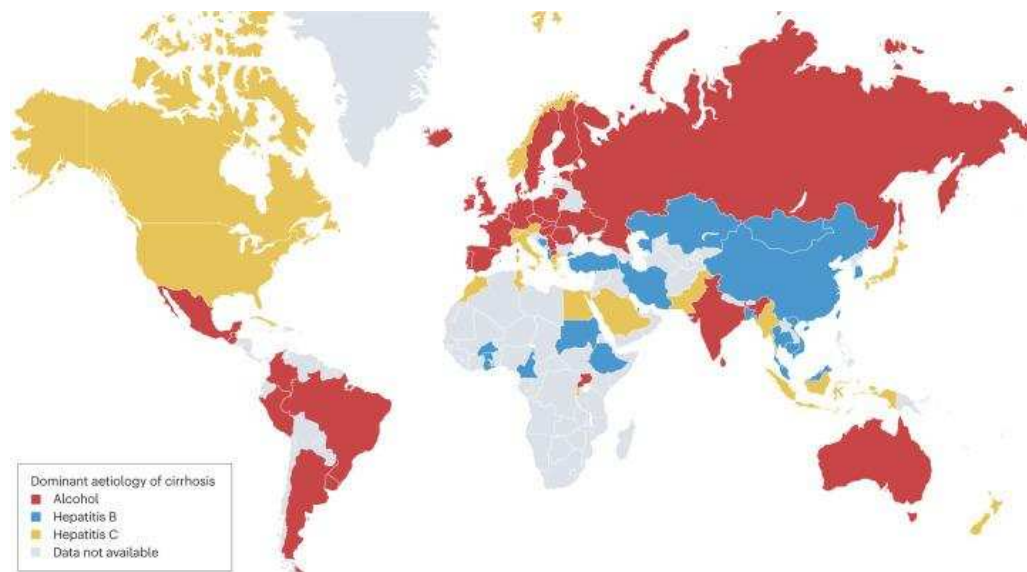 Dominant aetiology of cirrhosis
Alcohol
Hepatitis B
Hepatitis C
Data not available